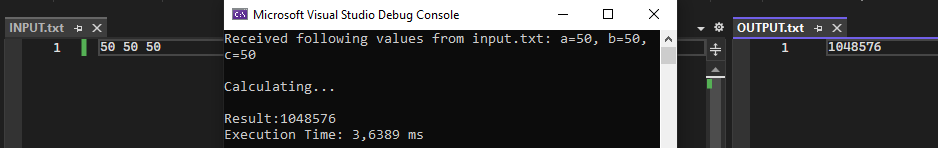 INPUT.txt
1
50 50 50
Microsoft Visual Studio Debug Console
Received following values from input.txt: a=50, b=50,
c=50
Calculating...
Result:1048576
Execution Time: 3,6389 ms
OUTPUT.txt
1
1048576